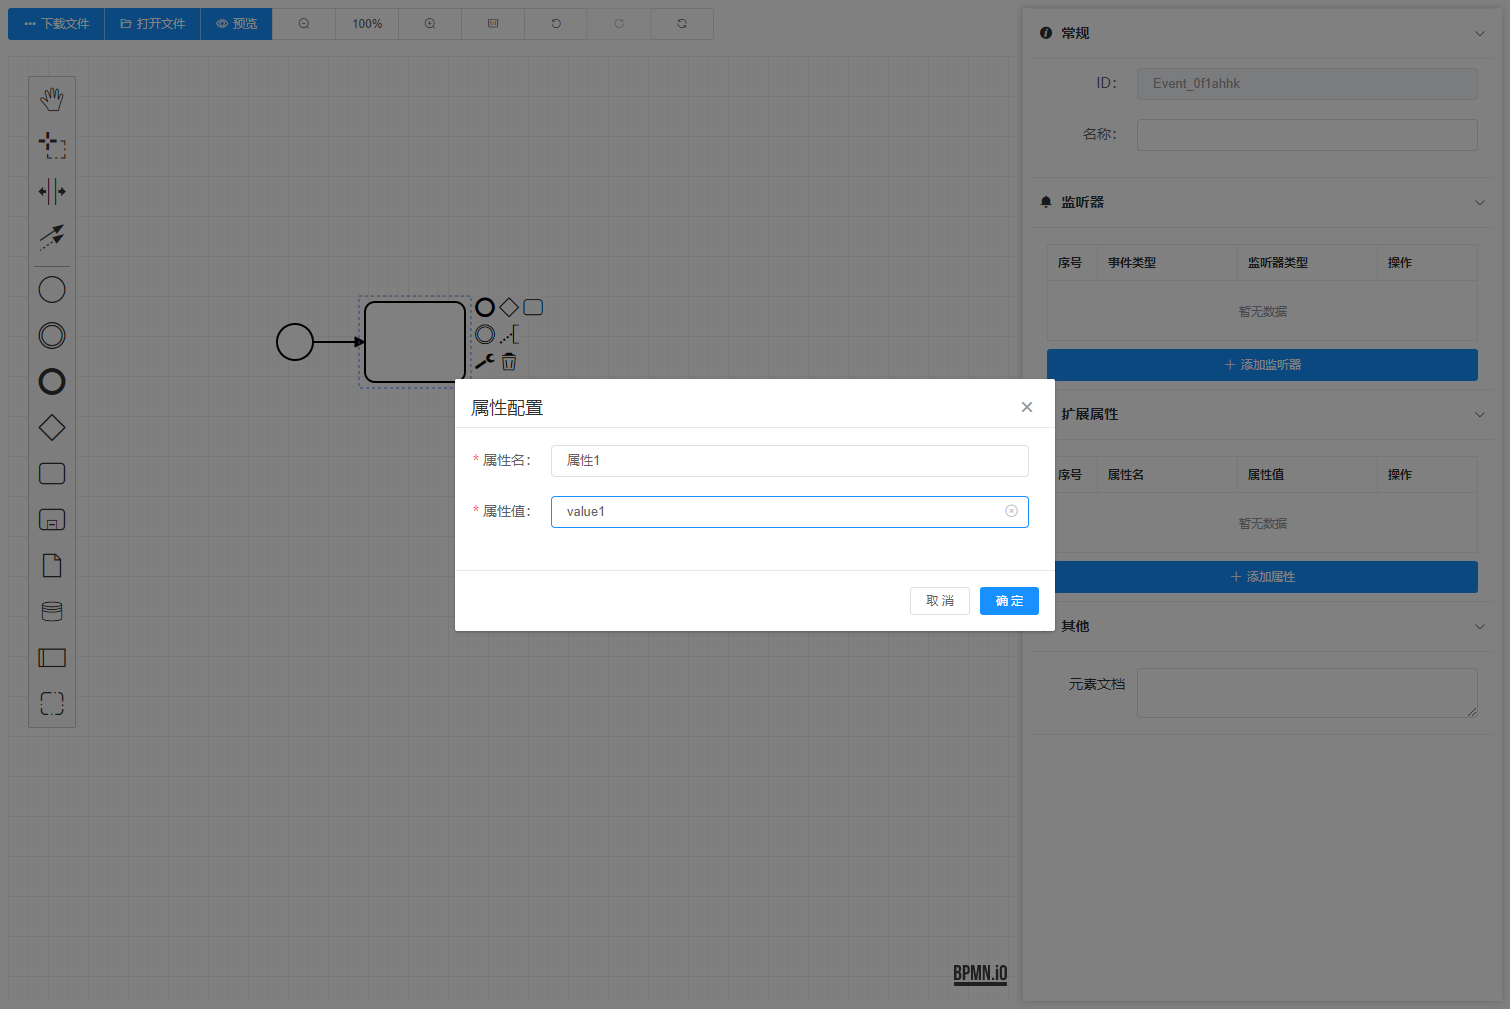 下载文件 打开文件 预览 100%
常规
ID： Event_0f1ahhk
名称：
监听器
序号 事件类型 监听器类型 操作
暂无数据
添加监听器
扩展属性
序号 属性名 属性值 操作
暂无数据
添加属性
其他
元素文档
属性配置
* 属性名： 属性1
* 属性值： value1
取消 确定
BPMN.iO